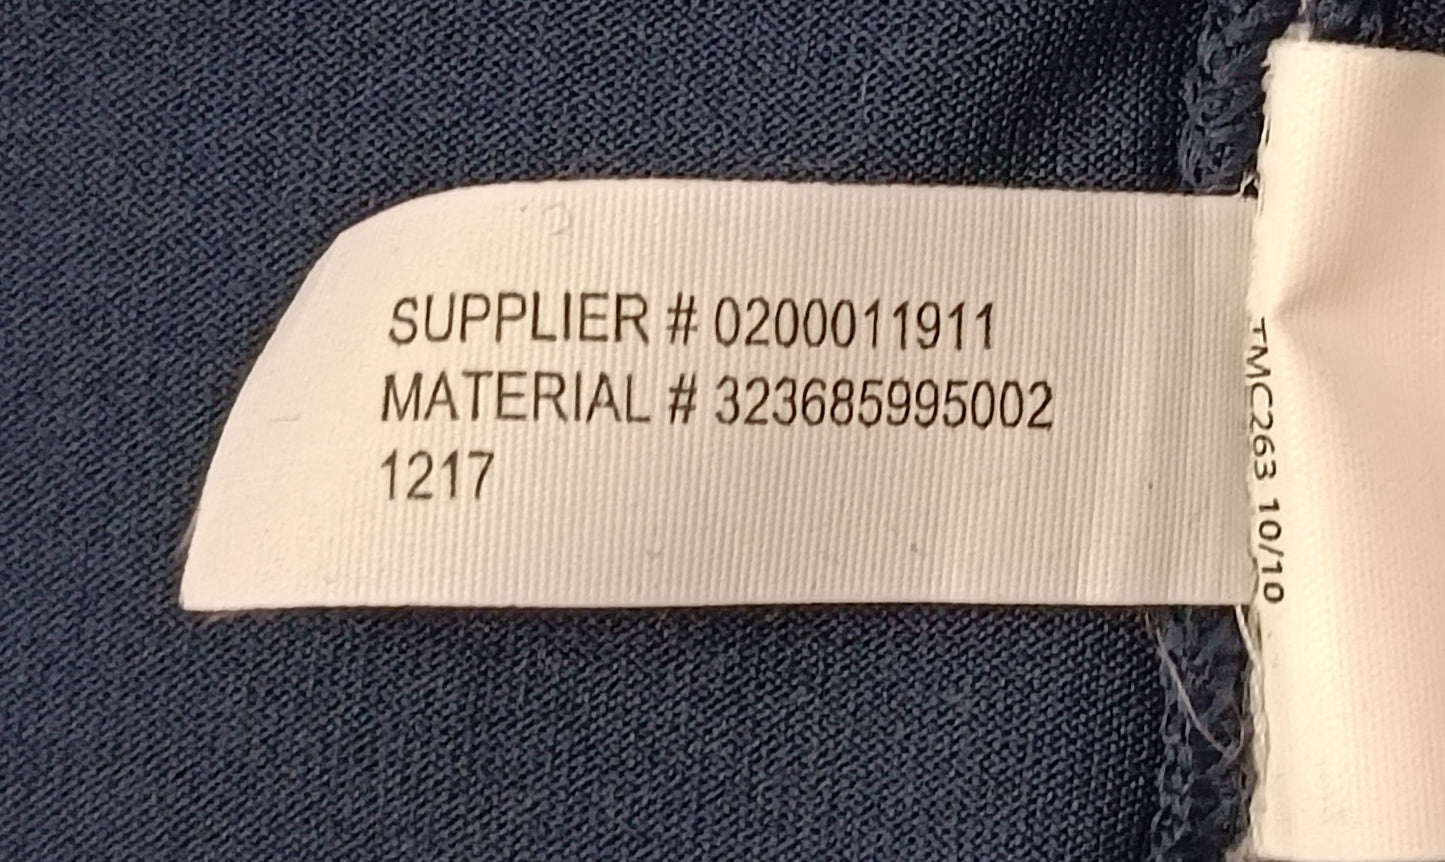 SUPPLIER # 0200011911
MATERIAL # 323685995002
1217
TMC263 10/10